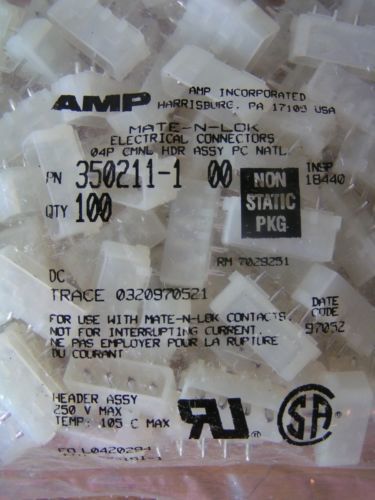 AMP
AMP INCORPORATED
HARRISBURG, PA 17105 USA
MATE-N-LOK
ELECTRICAL CONNECTORS
04P CMNL HDR ASSY PC NATL
PN 350211-1 00
INSP
18440
QTY 100
NON
STATIC
PKG
RM 7029251
DC
TRACE 0320970521
DATE
CODE
97052
FOR USE WITH MATE-N-LOK CONTACTS.
NOT FOR INTERRUPTING CURRENT.
NE PAS EMPLOYER POUR LA RUPTURE
DU COURANT
HEADER ASSY
250 V MAX
TEMP: 105 C MAX
RU
SA
L0420294